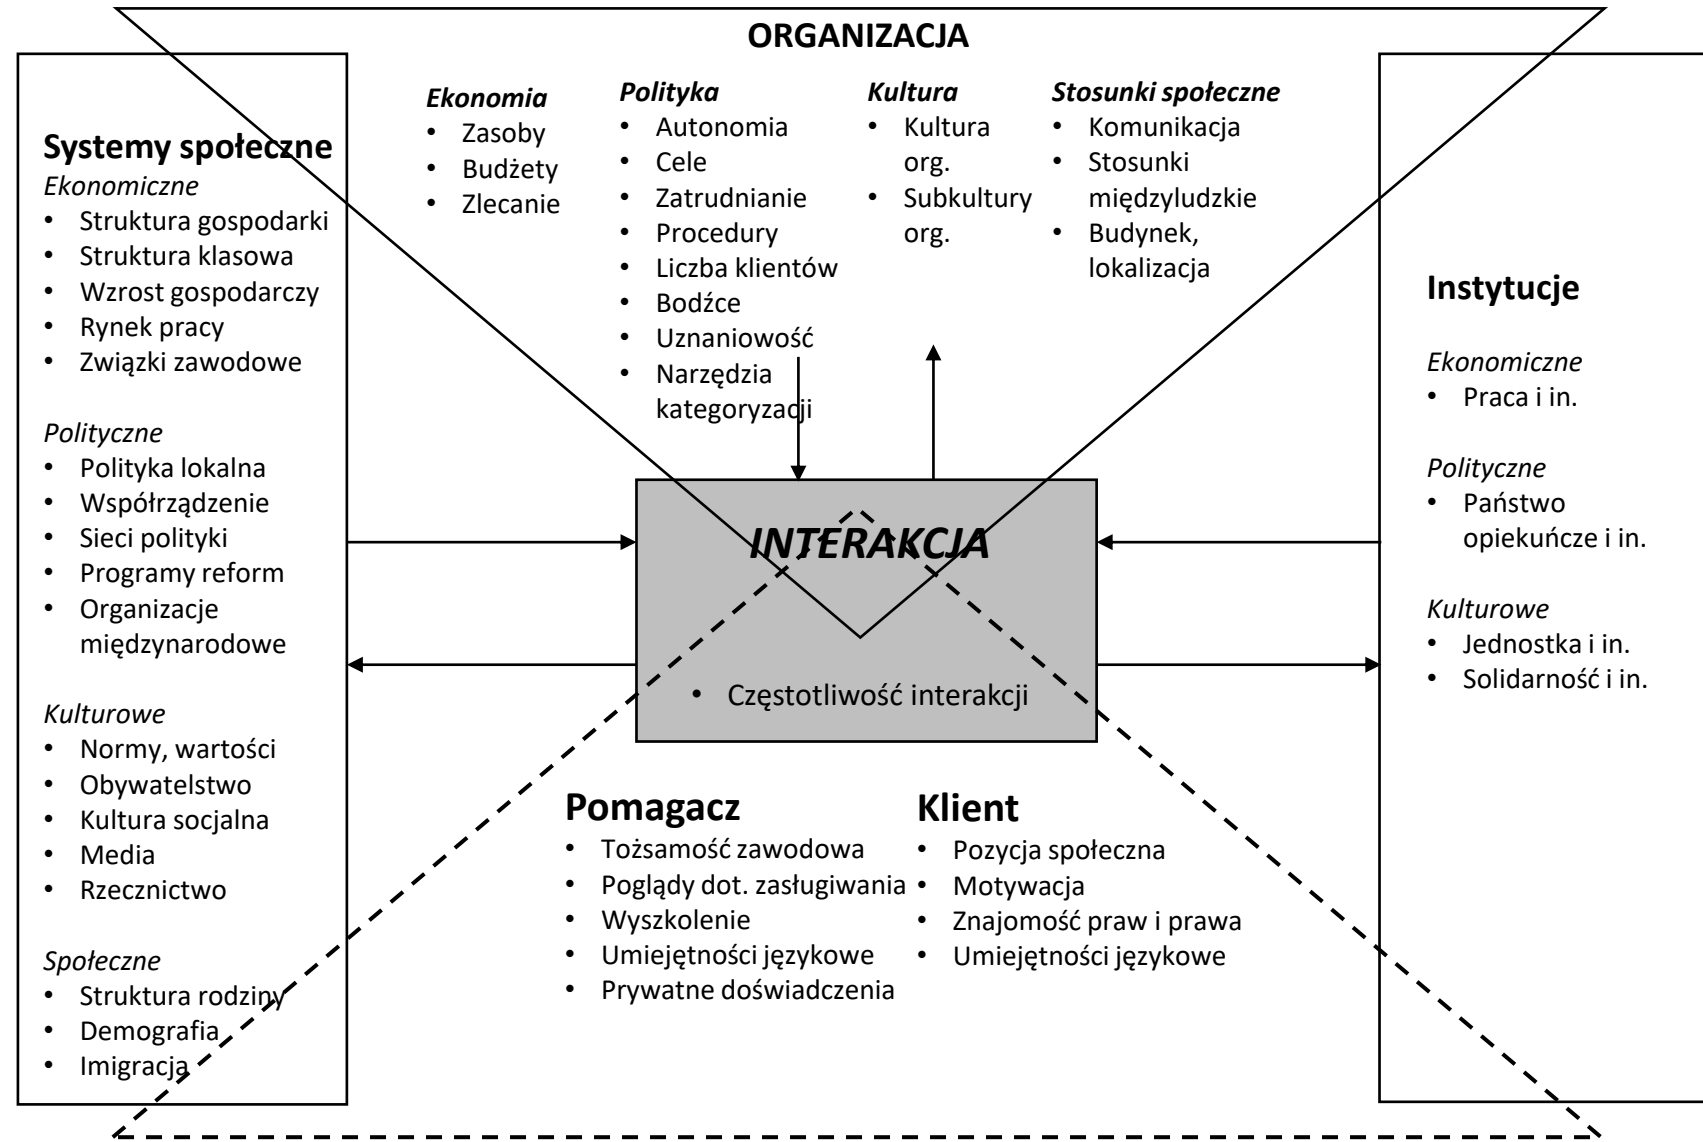 ORGANIZACJA
Ekonomia
• Zasoby
• Budżety
• Zlecanie
Polityka
• Autonomia
• Cele
• Zatrudnianie
• Procedury
• Liczba klientów
• Bodźce
• Uznaniowość
• Narzędzia
kategoryzacji
Kultura
• Kultura
org.
• Subkultury
org.
Stosunki społeczne
• Komunikacja
• Stosunki
międzyludzkie
• Budynek,
lokalizacja
Systemy społeczne
Ekonomiczne
• Struktura gospodarki
• Struktura klasowa
• Wzrost gospodarczy
• Rynek pracy
• Związki zawodowe
Polityczne
• Polityka lokalna
• Współrządzenie
• Sieci polityki
• Programy reform
• Organizacje
międzynarodowe
Kulturowe
• Normy, wartości
• Obywatelstwo
• Kultura socjalna
• Media
• Rzecznictwo
Społeczne
• Struktura rodziny
• Demografia
• Imigracja
INTERAKCJA
• Częstotliwość interakcji
Pomagacz
• Tożsamość zawodowa
• Poglądy dot. zasługiwania
• Wyszkolenie
• Umiejętności językowe
• Prywatne doświadczenia
Klient
• Pozycja społeczna
• Motywacja
• Znajomość praw i prawa
• Umiejętności językowe
Instytucje
Ekonomiczne
• Praca i in.
Polityczne
• Państwo
opiekuńcze i in.
Kulturowe
• Jednostka i in.
• Solidarność i in.